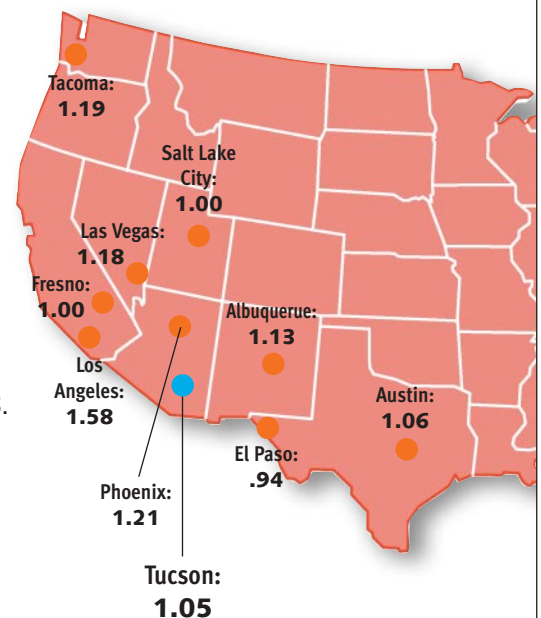 Tacoma:
1.19
Salt Lake
City:
1.00
Las Vegas:
1.18
Fresno:
1.00
Albuquerue:
1.13
Los
Angeles:
1.58
Austin:
1.06
El Paso:
.94
Phoenix:
1.21
Tucson:
1.05